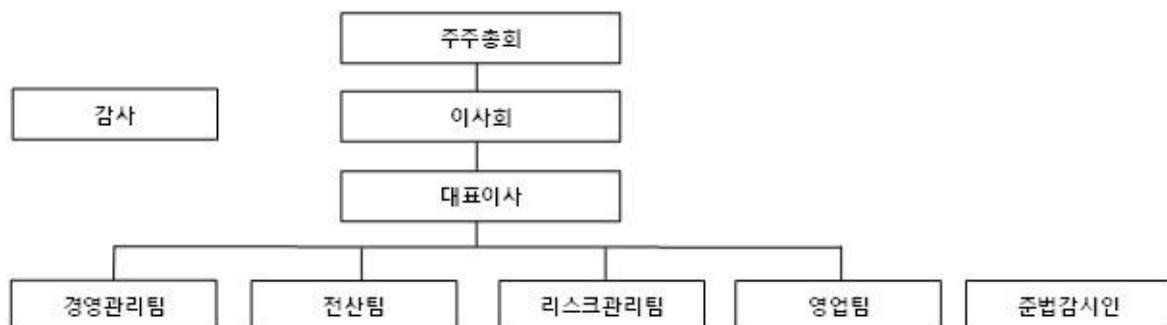 주주총회
감사
이사회
대표이사
경영관리팀
전산팀
리스크관리팀
영업팀
준법감시인